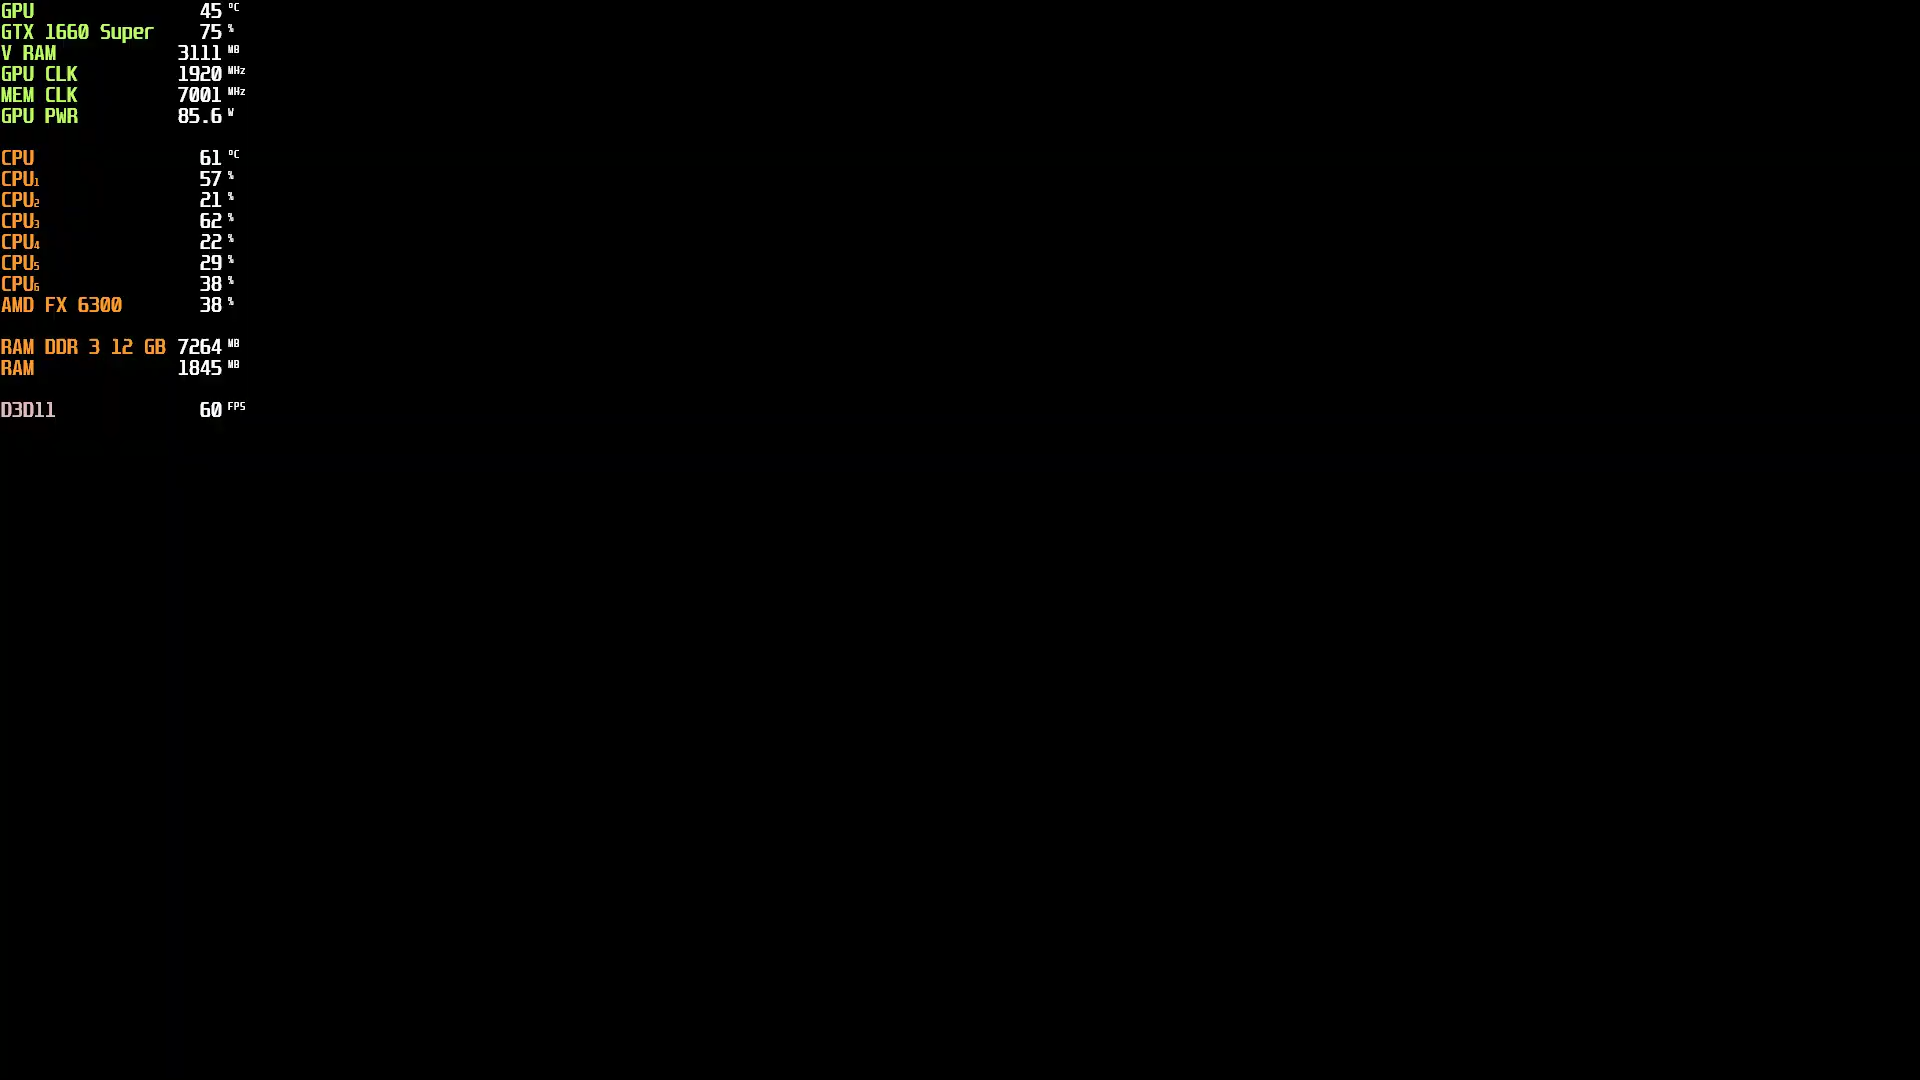 GPU 45 °C
GTX 1660 Super 75 %
V RAM 3111 MB
GPU CLK 1920 MHz
MEM CLK 7001 MHz
GPU PWR 85.6 W
CPU 61 °C
CPU1 57 %
CPU2 21 %
CPU3 62 %
CPU4 22 %
CPU5 29 %
CPU6 38 %
AMD FX 6300 38 %
RAM DDR 3 12 GB 7264 MB
RAM 1845 MB
D3D11 60 FPS